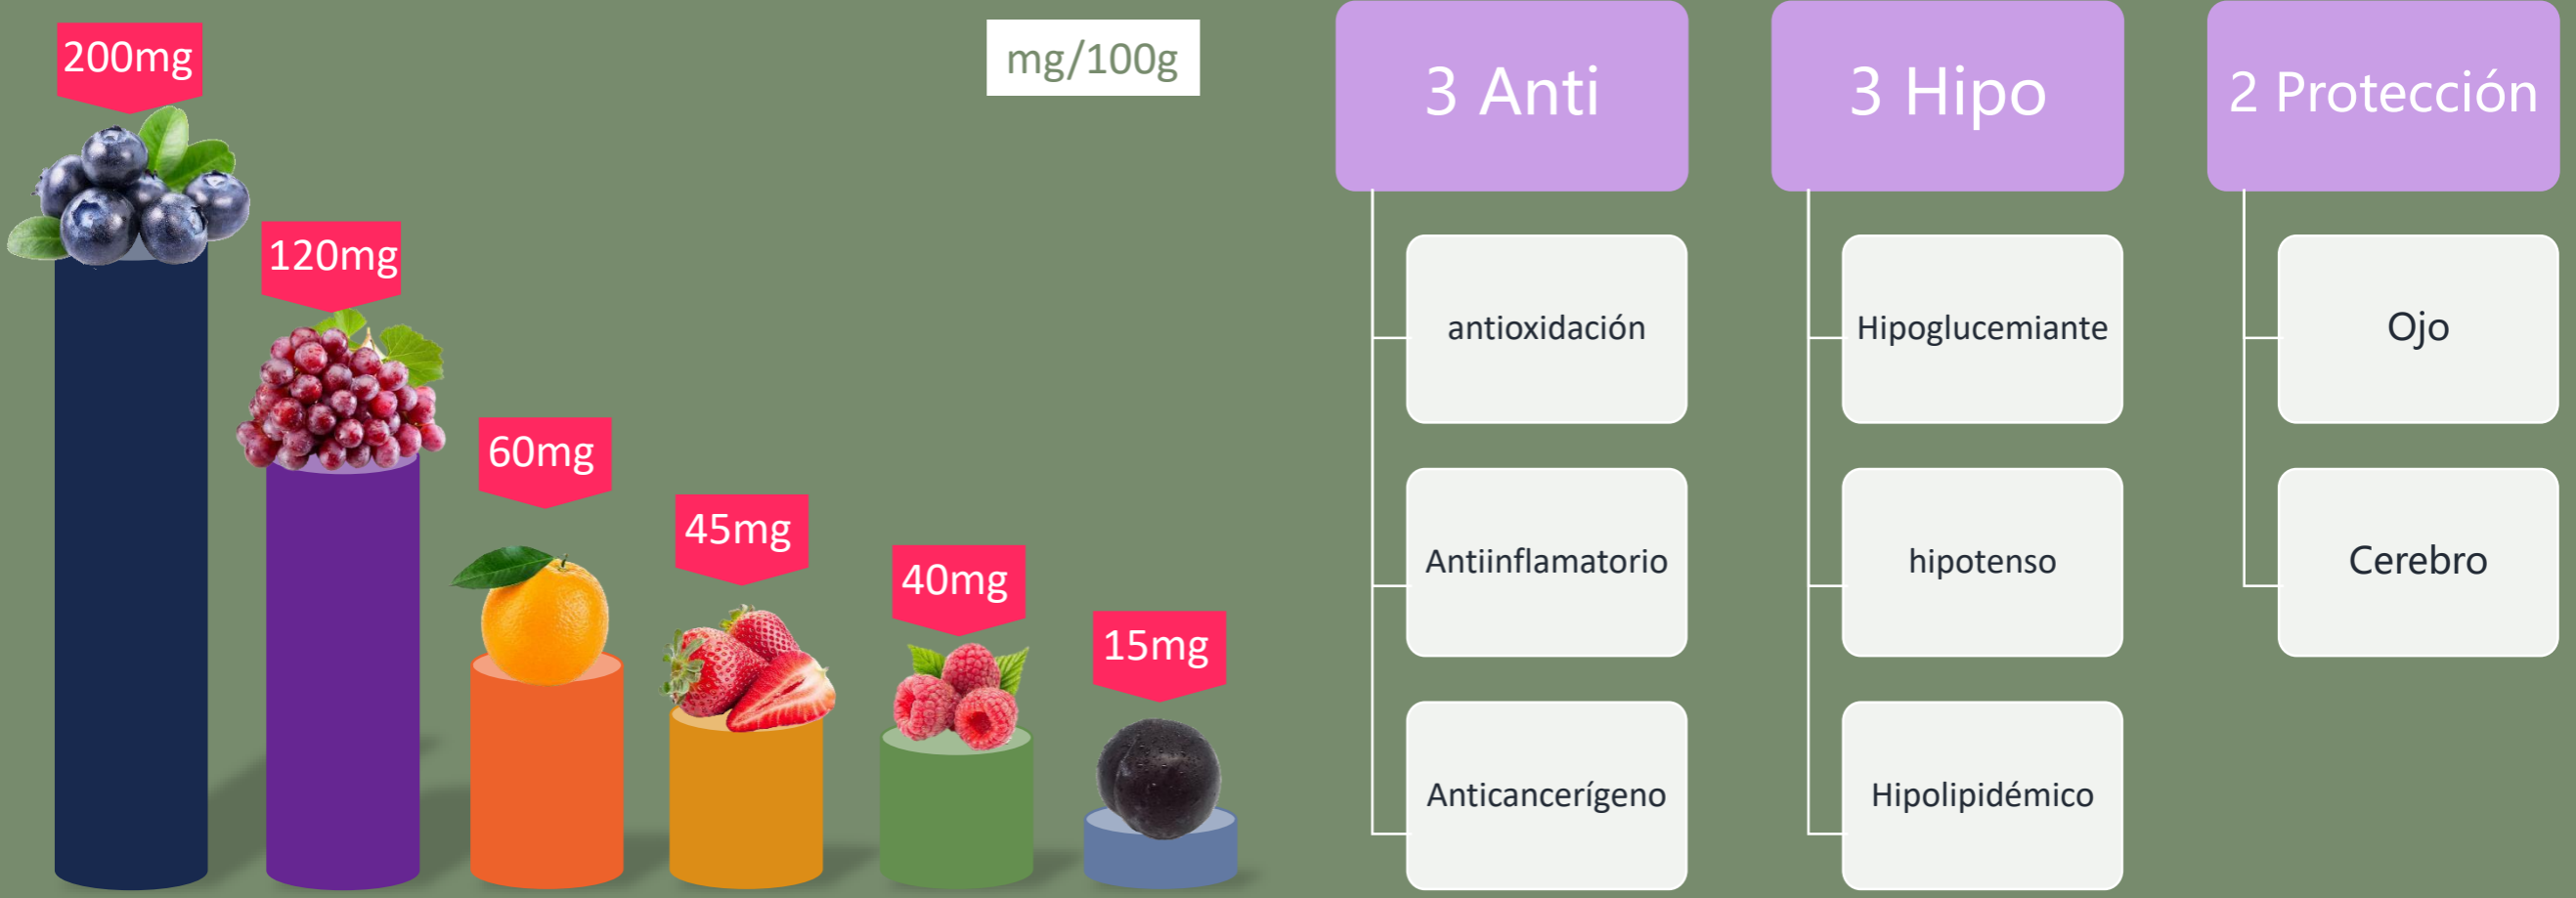 200mg
120mg
60mg
45mg
40mg
15mg
mg/100g
3 Anti
antioxidación
Antiinflamatorio
Anticancerígeno
3 Hipo
Hipoglucemiante
hipotenso
Hipolipidémico
2 Protección
Ojo
Cerebro